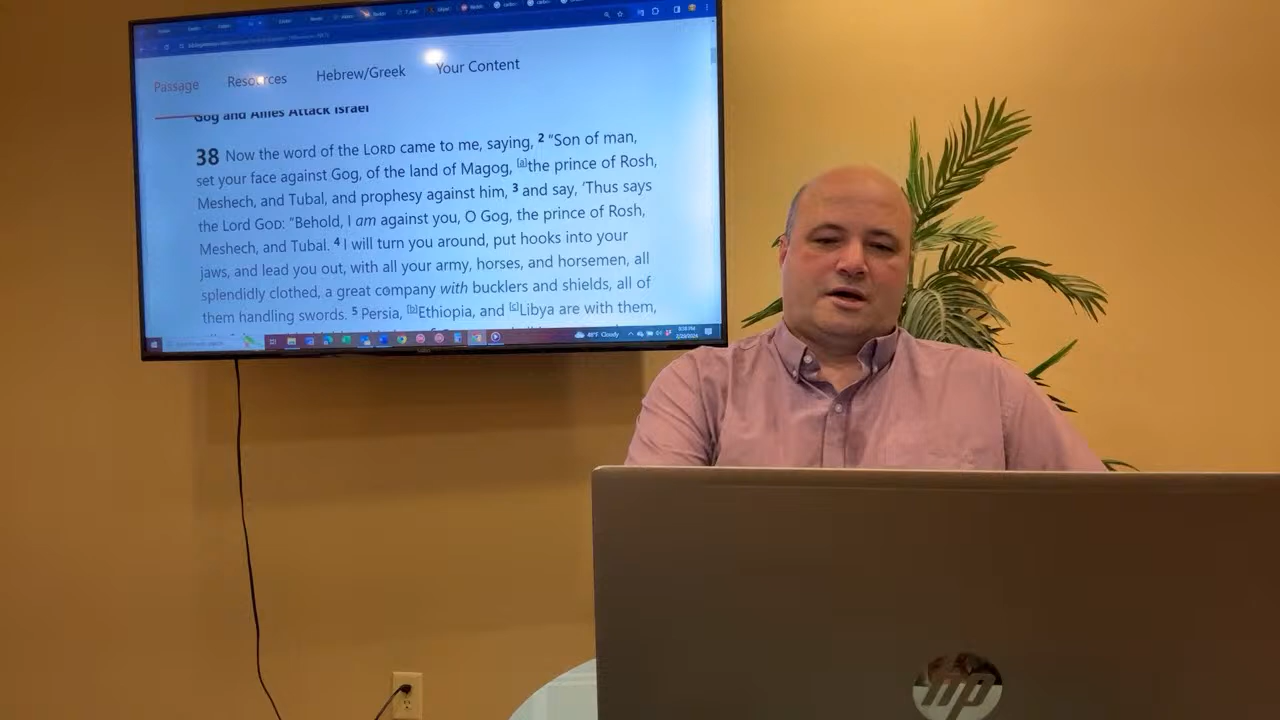 Passage
Resources
Hebrew/Greek
Your Content
Gog and Allies Attack Israel
38 Now the word of the LORD came to me, saying, 2 "Son of man,
set your face against Gog, of the land of Magog, [a]the prince of Rosh,
Meshech, and Tubal, and prophesy against him, 3 and say, 'Thus says
the Lord GOD: "Behold, I am against you, O Gog, the prince of Rosh,
Meshech, and Tubal. 4 I will turn you around, put hooks into your
jaws, and lead you out, with all your army, horses, and horsemen, all
splendidly clothed, a great company with bucklers and shields, all of
them handling swords. 5 Persia, [b]Ethiopia, and [c]Libya are with them,
48°F Cloudy
hp